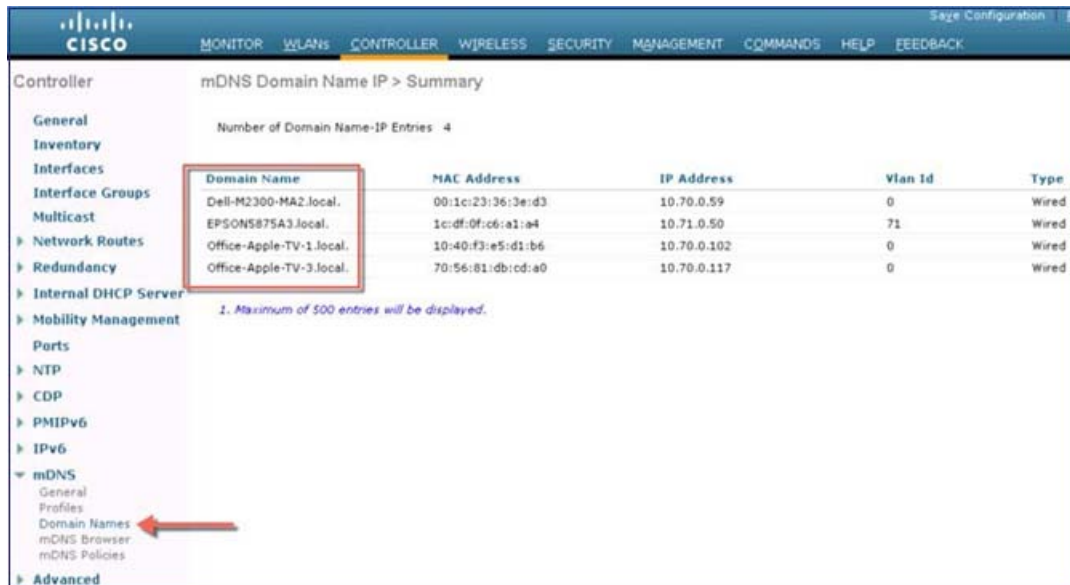 Save Configuration
CISCO
MONITOR WLANs CONTROLLER WIRELESS SECURITY MANAGEMENT COMMANDS HELP FEEDBACK
Controller
General
Inventory
Interfaces
Interface Groups
Multicast
Network Routes
Redundancy
Internal DHCP Server
Mobility Management
Ports
NTP
CDP
PMIPv6
IPv6
mDNS
General
Profiles
Domain Names
mDNS Browser
mDNS Policies
Advanced
mDNS Domain Name IP > Summary
Number of Domain Name-IP Entries 4
Domain Name MAC Address IP Address Vlan Id Type
Dell-M2300-MA2.local. 00:1c:23:36:3e:d3 10.70.0.59 0 Wired
EPSON5875A3.local. 1c:df:0f:c6:a1:a4 10.71.0.50 71 Wired
Office-Apple-TV-1.local. 10:40:f3:e5:d1:b6 10.70.0.102 0 Wired
Office-Apple-TV-3.local. 70:56:81:db:cd:a0 10.70.0.117 0 Wired
1. Maximum of 500 entries will be displayed.